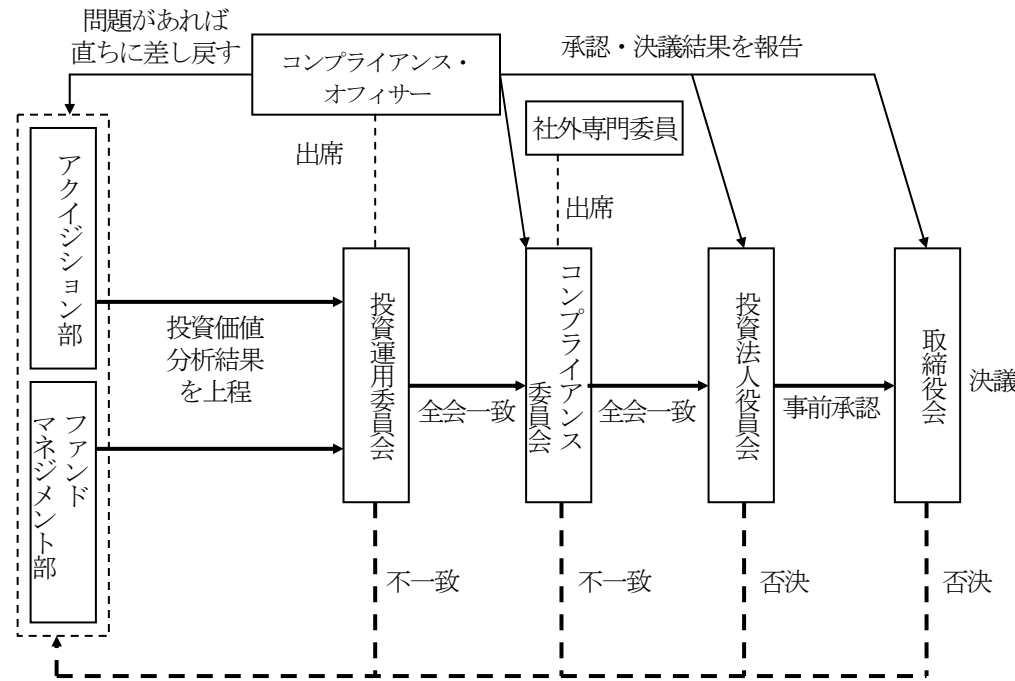 問題があれば
直ちに差し戻す
コンプライアンス・
オフィサー
承認・決議結果を報告
社外専門委員
出席
出席
アクイジション部
ファンド
マネジメント部
投資価値
分析結果
を上程
投資運用委員会
全会一致
コンプライアンス
委員会
全会一致
投資法人役員会
事前承認
取締役会
決議
不一致
不一致
否決
否決